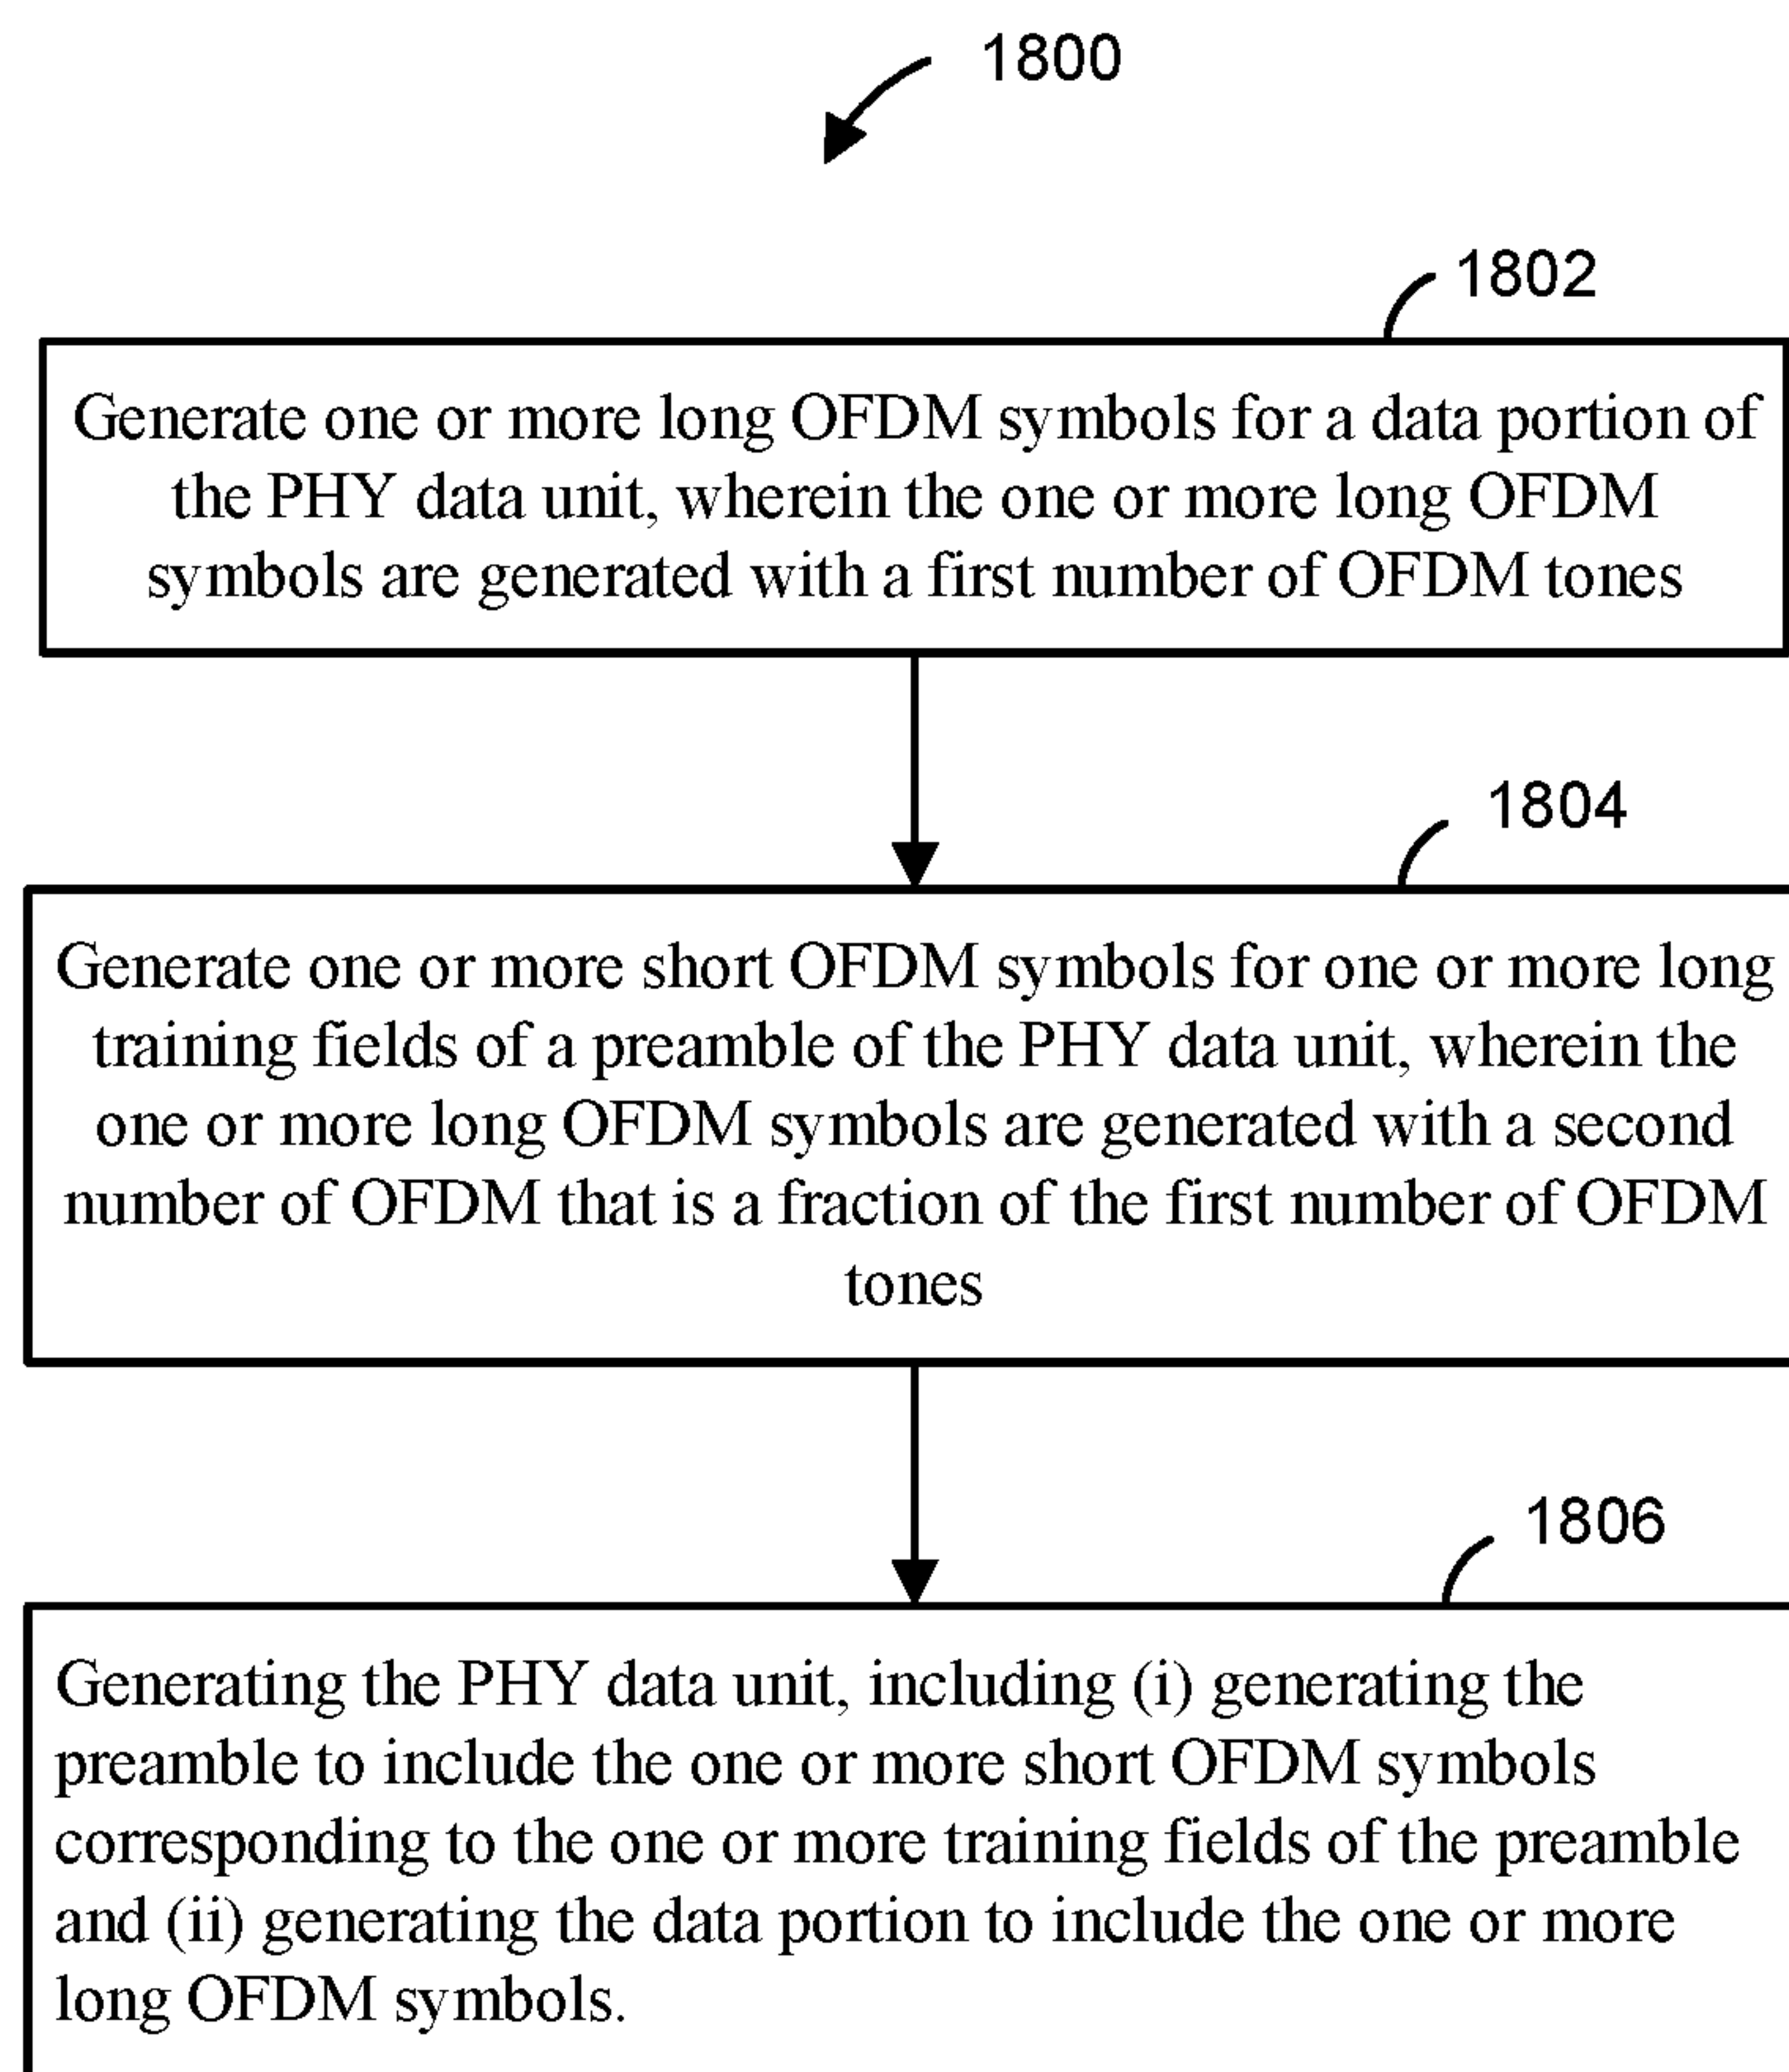 1800
1802
Generate one or more long OFDM symbols for a data portion of
the PHY data unit, wherein the one or more long OFDM
symbols are generated with a first number of OFDM tones
1804
Generate one or more short OFDM symbols for one or more long
training fields of a preamble of the PHY data unit, wherein the
one or more long OFDM symbols are generated with a second
number of OFDM that is a fraction of the first number of OFDM
tones
1806
Generating the PHY data unit, including (i) generating the
preamble to include the one or more short OFDM symbols
corresponding to the one or more training fields of the preamble
and (ii) generating the data portion to include the one or more
long OFDM symbols.